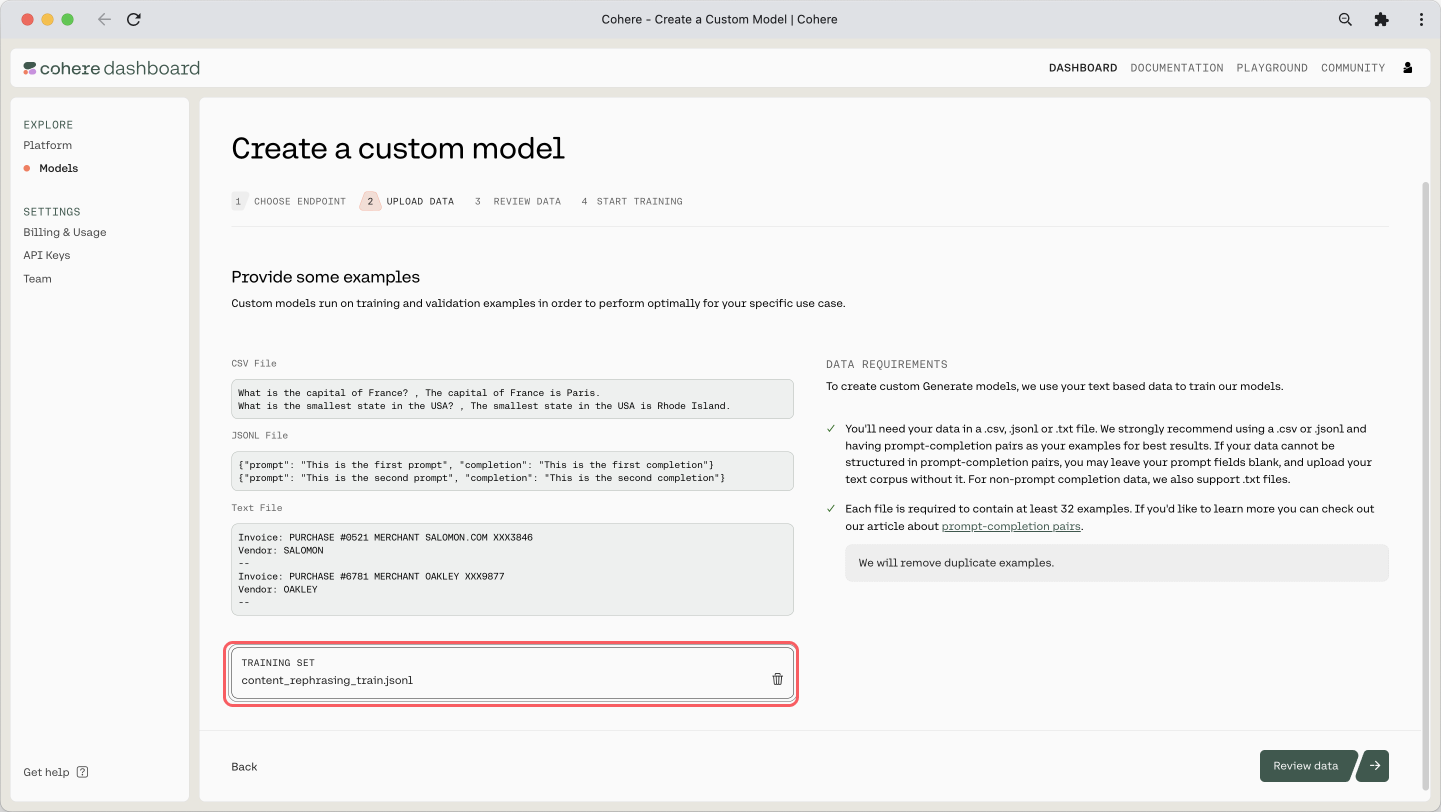 Cohere - Create a Custom Model | Cohere
cohere dashboard
DASHBOARD
DOCUMENTATION
PLAYGROUND
COMMUNITY
EXPLORE
Platform
Models
SETTINGS
Billing & Usage
API Keys
Team
Get help ?
Create a custom model
1 CHOOSE ENDPOINT
2 UPLOAD DATA
3 REVIEW DATA
4 START TRAINING
Provide some examples
Custom models run on training and validation examples in order to perform optimally for your specific use case.
CSV File
What is the capital of France? , The capital of France is Paris.
What is the smallest state in the USA? , The smallest state in the USA is Rhode Island.
JSONL File
{"prompt": "This is the first prompt", "completion": "This is the first completion"}
{"prompt": "This is the second prompt", "completion": "This is the second completion"}
Text File
Invoice: PURCHASE #0521 MERCHANT SALOMON.COM XXX3846
Vendor: SALOMON
--
Invoice: PURCHASE #6781 MERCHANT OAKLEY XXX9877
Vendor: OAKLEY
--
TRAINING SET
content_rephrasing_train.jsonl
DATA REQUIREMENTS
To create custom Generate models, we use your text based data to train our models.
You'll need your data in a .csv, .jsonl or .txt file. We strongly recommend using a .csv or .jsonl and
having prompt-completion pairs as your examples for best results. If your data cannot be
structured in prompt-completion pairs, you may leave your prompt fields blank, and upload your
text corpus without it. For non-prompt completion data, we also support .txt files.
Each file is required to contain at least 32 examples. If you'd like to learn more you can check out
our article about prompt-completion pairs.
We will remove duplicate examples.
Back
Review data